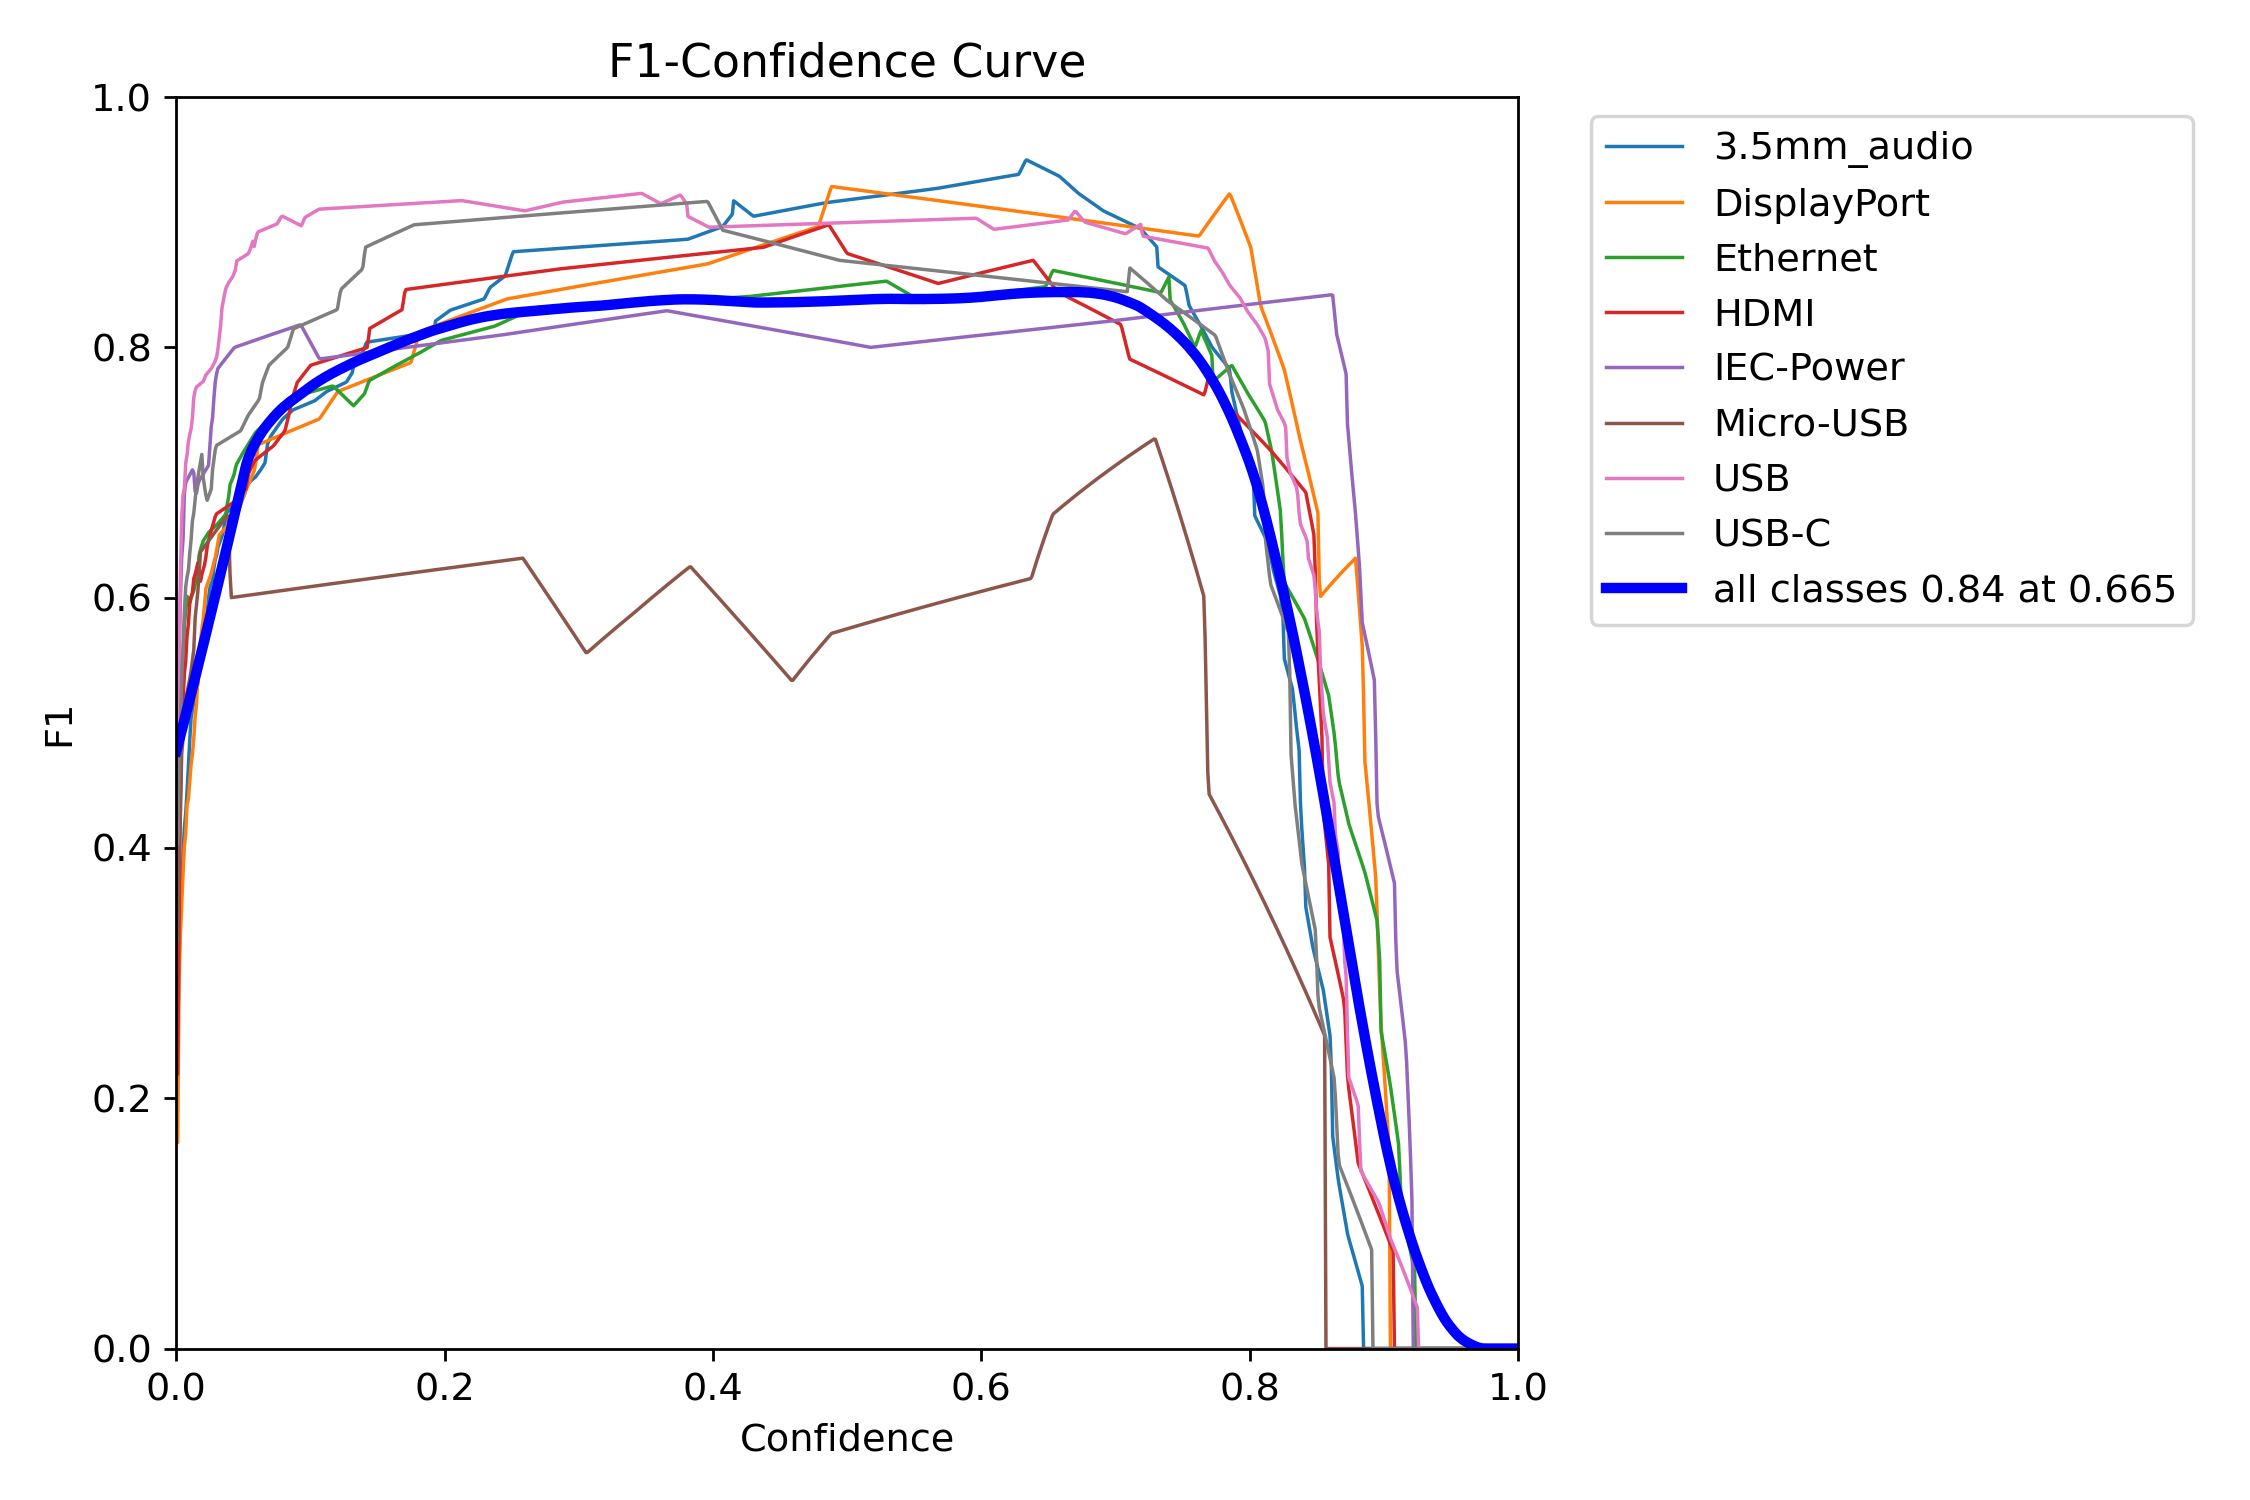 F1-Confidence Curve
1.0
0.8
0.6
0.4
0.2
0.0
F1
0.0 0.2 0.4 0.6 0.8 1.0
Confidence
3.5mm_audio
DisplayPort
Ethernet
HDMI
IEC-Power
Micro-USB
USB
USB-C
all classes 0.84 at 0.665